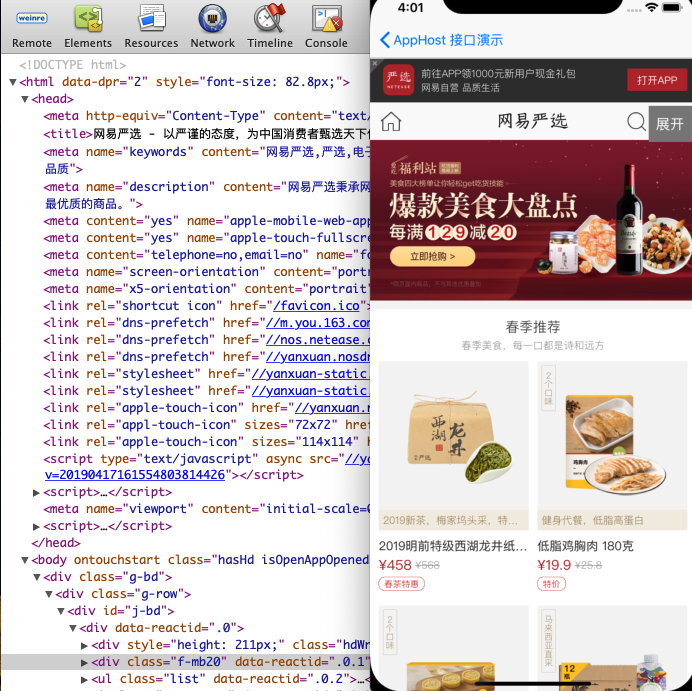 weinre
Remote Elements Resources Network Timeline Console
<!DOCTYPE html>
▼<html data-dpr="2" style="font-size: 82.8px;">
▼<head>
<meta http-equiv="Content-Type" content="text/
<title>网易严选 - 以严谨的态度，为中国消费者甄选天下
<meta name="keywords" content="网易严选,严选,电
品质">
<meta name="description" content="网易严选秉承网
最优质的商品。">
<meta content="yes" name="apple-mobile-web-app
<meta content="yes" name="apple-touch-fullscre
<meta content="telephone=no,email=no" name="fo
<meta name="screen-orientation" content="portr
<meta name="x5-orientation" content="portrait"
<link rel="shortcut icon" href="/favicon.ico">
<link rel="dns-prefetch" href="//m.you.163.com
<link rel="dns-prefetch" href="//nos.netease.c
<link rel="dns-prefetch" href="//yanxuan.nosdn
<link rel="stylesheet" href="//yanxuan-static
<link rel="stylesheet" href="//yanxuan-static
<link rel="apple-touch-icon" href="//yanxuan.n
<link rel="appl-touch-icon" sizes="72x72" href
<link rel="appl-touch-icon" sizes="114x114" h
<script type="text/javascript" async src="//ya
v=20190417161554803814426"></script>
▶<script>…</script>
<meta name="viewport" content="initial-scale=
▶<script>…</script>
</head>
▼<body ontouchstart class="hasHd isOpenAppOpened
▼<div class="g-bd">
▼<div class="g-row">
▼<div id="j-bd">
▼<div data-reactid=".0">
▶<div style="height: 211px;" class="hdWr
▶<div class="f-mb20" data-reactid=".0.1"
▶<ul class="list" data-reactid=".0.2">…
4:01
AppHost 接口演示
严选
NETEASE
前往APP领1000元新用户现金礼包
网易自营 品质生活
打开APP
网易严选
展开
福利站
美食四大榜单让你轻松get吃货技能
爆款美食大盘点
每满129减20
立即抢购 >
春季推荐
春季美食，每一口都是诗和远方
西湖龙井
2个口味
2019新茶，梅家坞头采，特…
健身代餐，低脂高蛋白
2019明前特级西湖龙井纸…
低脂鸡胸肉 180克
¥458 ¥568
¥19.9 ¥25.8
春茶特惠
特价
2个口味
马来西亚直采
12瓶